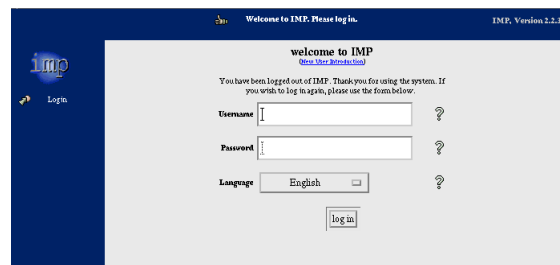 Welcome to IMP. Please log in.
IMP, Version 2.2.3
imp
Login
welcome to IMP
(New User Introduction)
You have been logged out of IMP. Thank you for using the system. If
you wish to log in again, please use the form below.
Username
?
Password
?
Language
English
?
log in